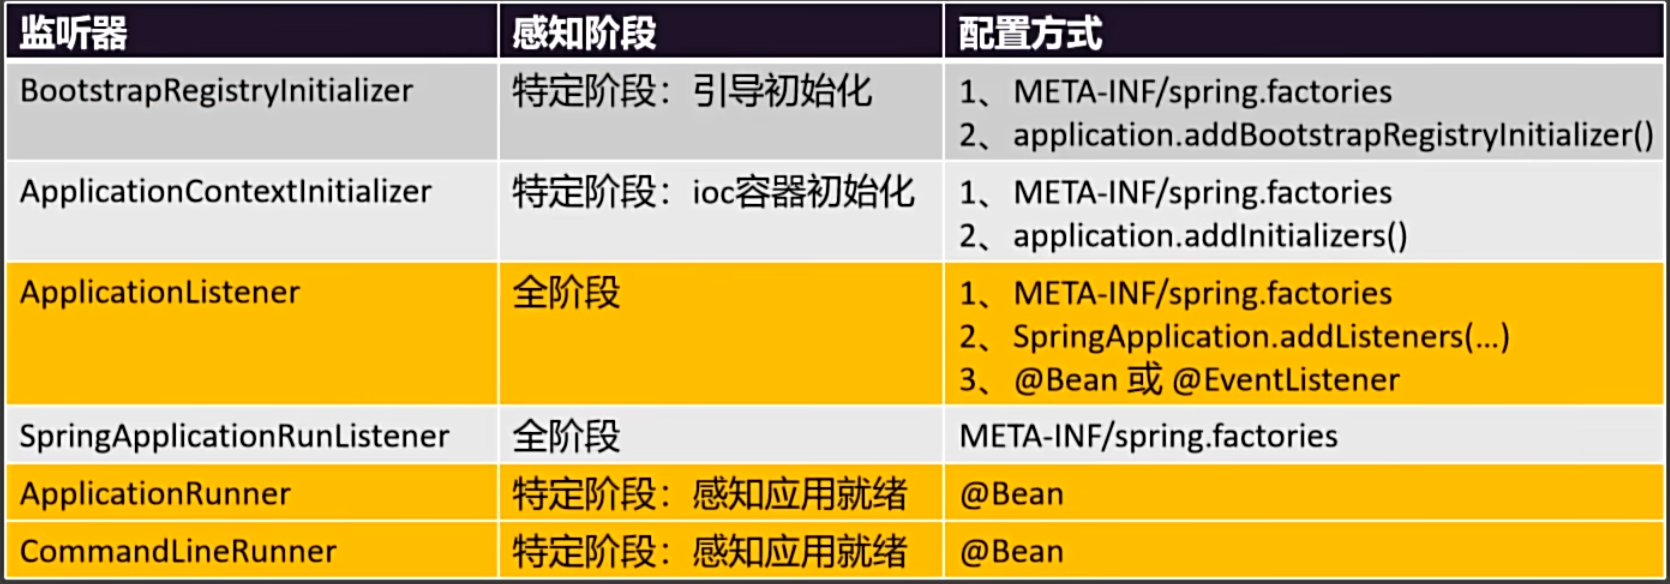 监听器 感知阶段 配置方式
BootstrapRegistryInitializer 特定阶段：引导初始化 1、 META-INF/spring.factories
2、 application.addBootstrapRegistryInitializer()
ApplicationContextInitializer 特定阶段：ioc容器初始化 1、 META-INF/spring.factories
2、 application.addInitializers()
ApplicationListener 全阶段 1、 META-INF/spring.factories
2、 SpringApplication.addListeners(…)
3、 @Bean 或 @EventListener
SpringApplicationRunListener 全阶段 META-INF/spring.factories
ApplicationRunner 特定阶段：感知应用就绪 @Bean
CommandLineRunner 特定阶段：感知应用就绪 @Bean